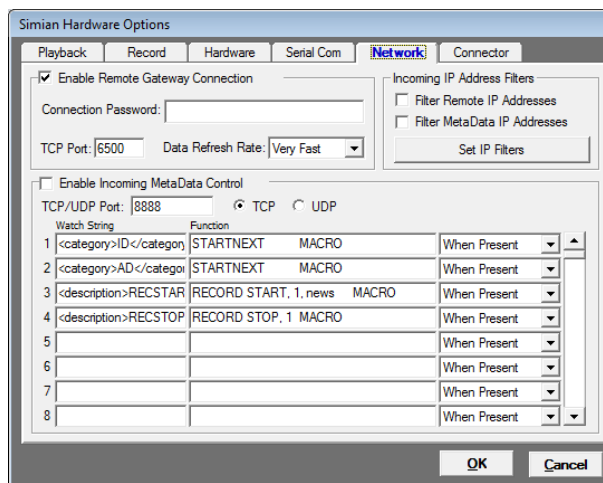 Simian Hardware Options
Playback Record Hardware Serial Com Network Connector
Enable Remote Gateway Connection
Connection Password:
TCP Port: 6500 Data Refresh Rate: Very Fast
Incoming IP Address Filters
Filter Remote IP Addresses
Filter MetaData IP Addresses
Set IP Filters
Enable Incoming MetaData Control
TCP/UDP Port: 8888 TCP UDP
Watch String Function
1 <category>ID</category STARTNEXT MACRO When Present
2 <category>AD</categor STARTNEXT MACRO When Present
3 <description>RECSTAR RECORD START, 1, news MACRO When Present
4 <description>RECSTOP RECORD STOP, 1 MACRO When Present
5 When Present
6 When Present
7 When Present
8 When Present
OK Cancel